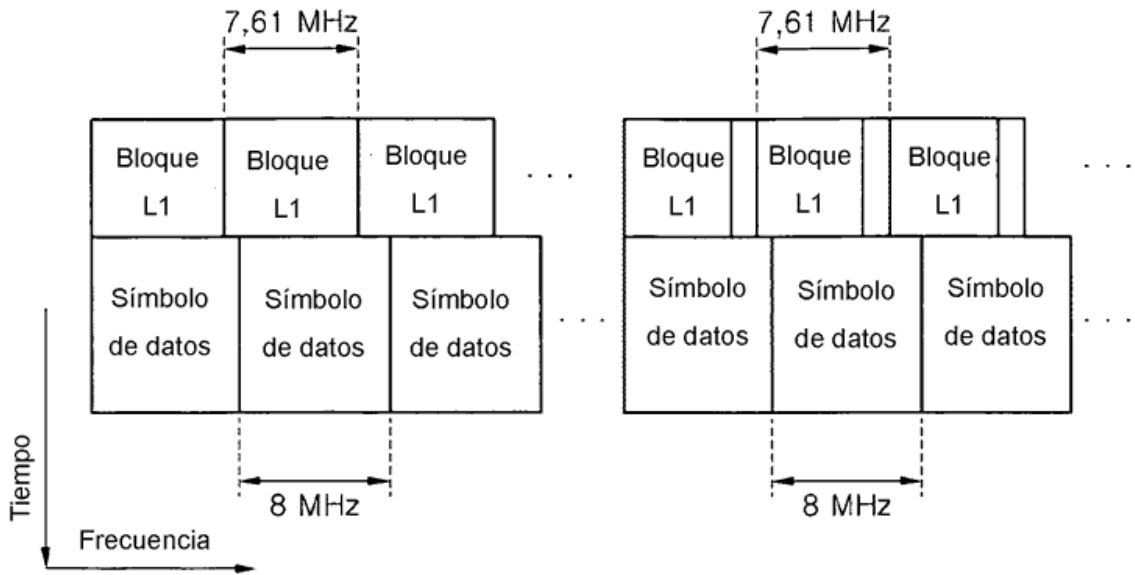 7,61 MHz
7,61 MHz
Bloque
L1
Bloque
L1
Bloque
L1
. . .
Bloque
L1
Bloque
L1
Bloque
L1
. . .
Símbolo
de datos
Símbolo
de datos
Símbolo
de datos
. . .
Símbolo
de datos
Símbolo
de datos
Símbolo
de datos
. . .
8 MHz
8 MHz
Tiempo
Frecuencia